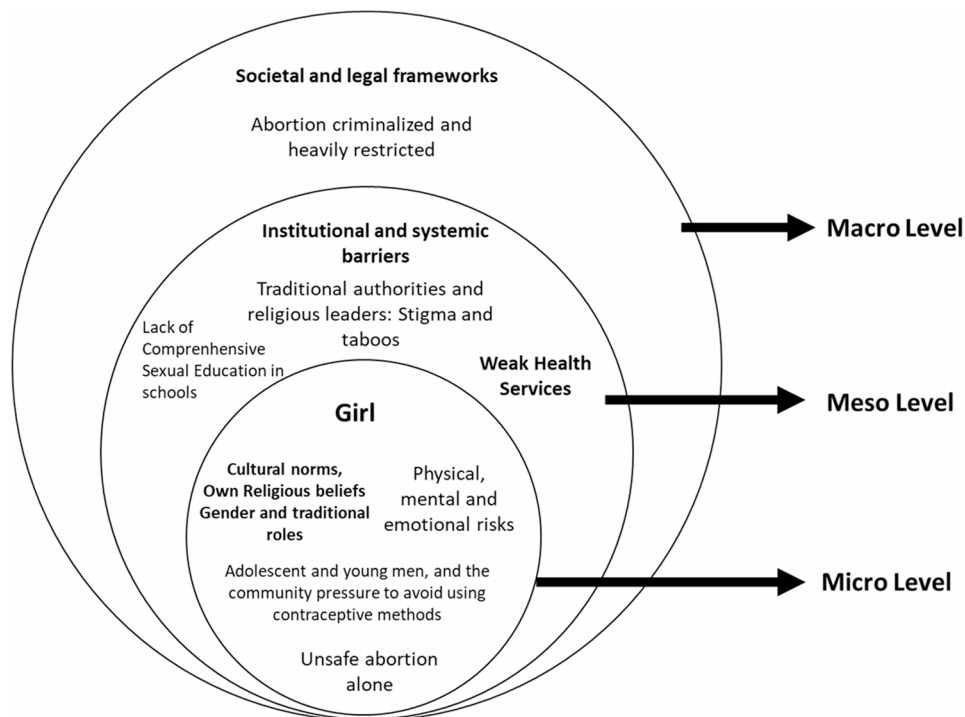 Societal and legal frameworks
Abortion criminalized and
heavily restricted
Macro Level
Institutional and systemic
barriers
Traditional authorities and
religious leaders: Stigma and
taboos
Lack of
Comprenhensive
Sexual Education in
schools
Weak Health
Services
Meso Level
Girl
Cultural norms,
Own Religious beliefs
Gender and traditional
roles
Physical,
mental and
emotional risks
Adolescent and young men, and the
community pressure to avoid using
contraceptive methods
Micro Level
Unsafe abortion
alone